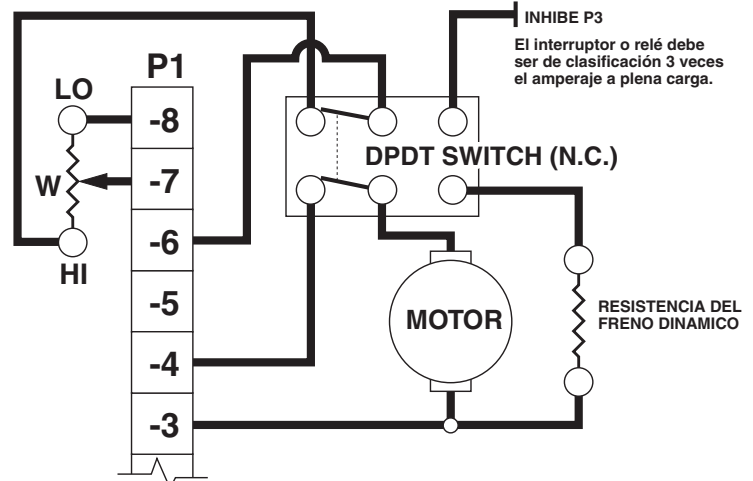 INHIBE P3
El interruptor o relé debe
ser de clasificación 3 veces
el amperaje a plena carga.
P1
LO
-8
DPDT SWITCH (N.C.)
W
-7
-6
HI
-5
MOTOR
RESISTENCIA DEL
FRENO DINAMICO
-4
-3